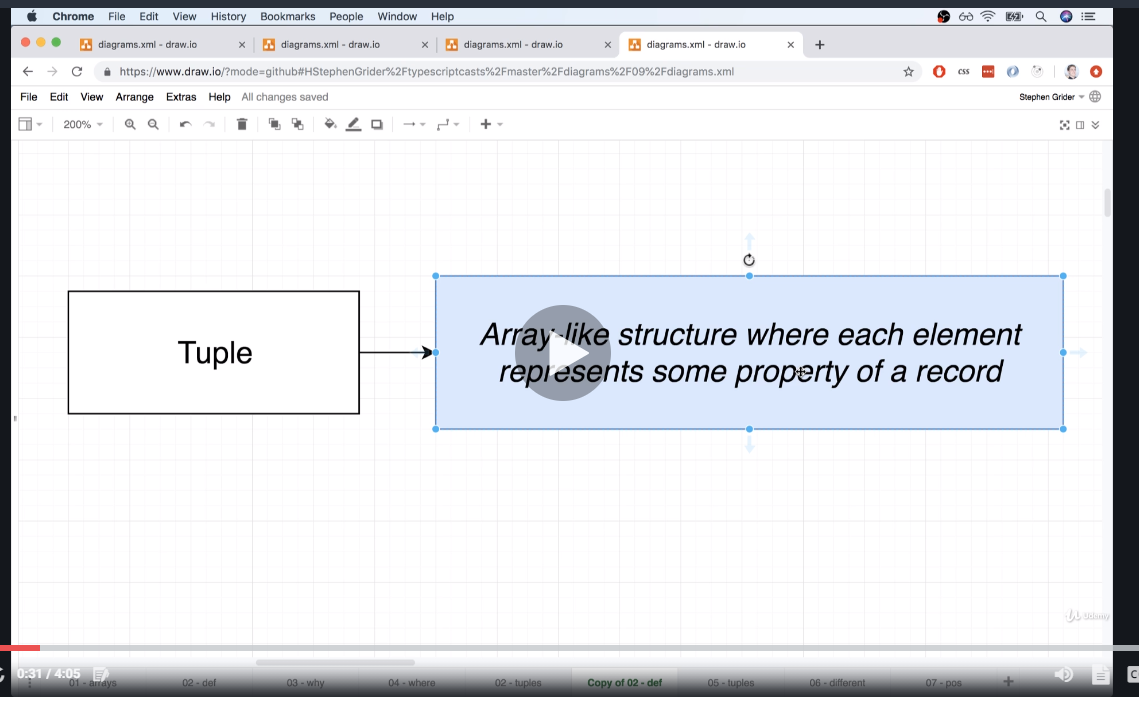 Chrome File Edit View History Bookmarks People Window Help
diagrams.xml - draw.io
diagrams.xml - draw.io
diagrams.xml - draw.io
diagrams.xml - draw.io
https://www.draw.io/?mode=github#HStephenGrider%2Ftypescriptcasts%2Fmaster%2Fdiagrams%2F09%2Fdiagrams.xml
CSS
File Edit View Arrange Extras Help All changes saved
Stephen Grider
200%
Tuple
Array-like structure where each element
represents some property of a record
Udemy
0:31 / 4:05
01 - arrays 02 - def 03 - why 04 - where 02 - tuples Copy of 02 - def 05 - tuples 06 - different 07 - pos